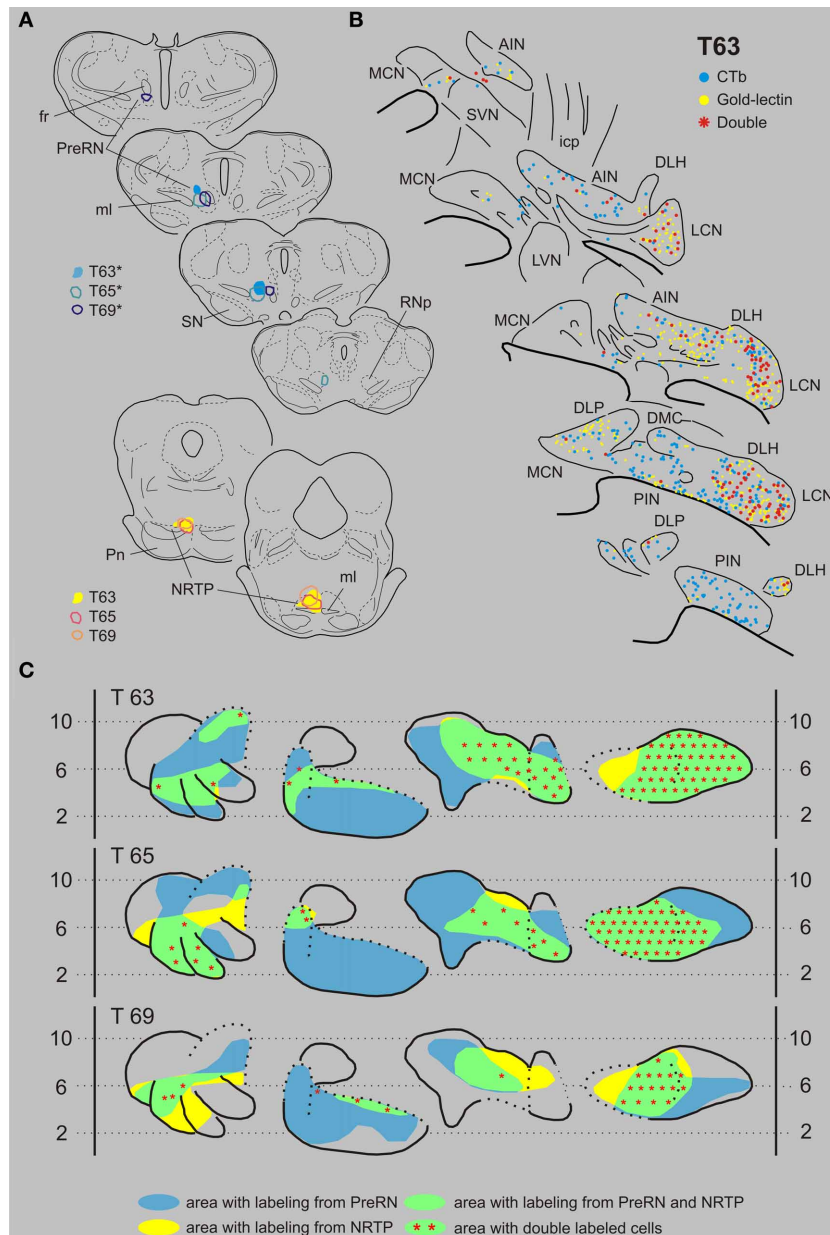 A
fr
PreRN
ml
T63*
T65*
T69*
SN
RNp
Pn
NRTP
ml
T63
T65
T69
B
T63
CTb
Gold-lectin
Double
AIN
MCN
SVN
icp
DLH
AIN
MCN
LCN
LVN
AIN
DLH
MCN
LCN
DLP
DMC
DLH
MCN
LCN
PIN
DLP
PIN
DLH
C
T 63
10 10
6 6
2 2
T 65
10 10
6 6
2 2
T 69
10 10
6 6
2 2
area with labeling from PreRN
area with labeling from PreRN and NRTP
area with labeling from NRTP
area with double labeled cells